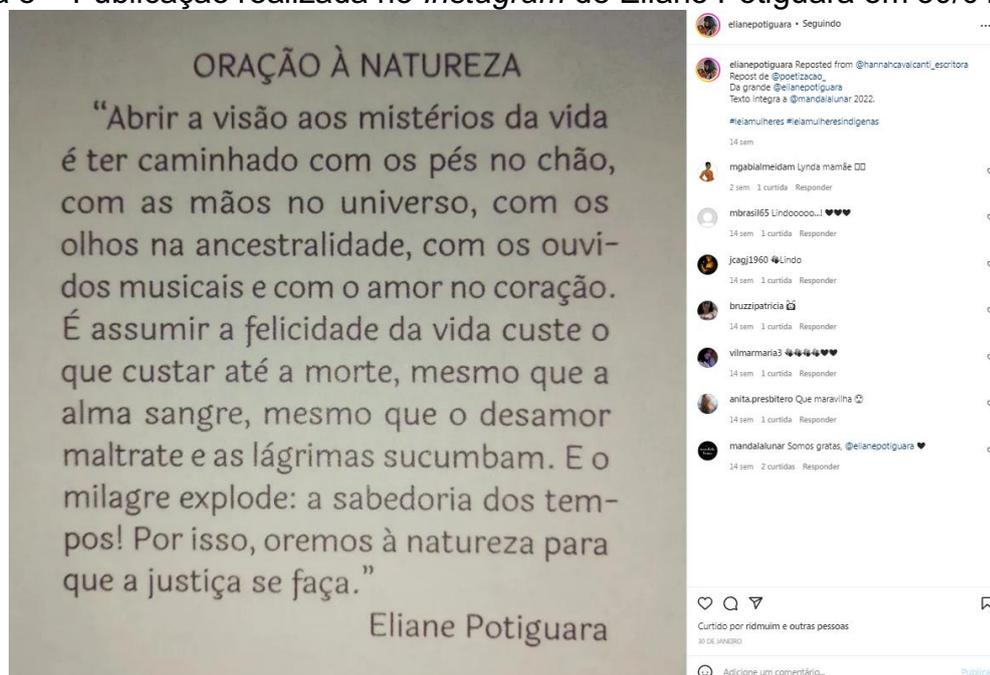 Publicação realizada no Instagram de Eliane Potiguara em
ORAÇÃO À NATUREZA
“Abrir a visão aos mistérios da vida
é ter caminhado com os pés no chão,
com as mãos no universo, com os
olhos na ancestralidade, com os ouvi-
dos musicais e com o amor no coração.
É assumir a felicidade da vida custe o
que custar até a morte, mesmo que a
alma sangre, mesmo que o desamor
maltrate e as lágrimas sucumbam. E o
milagre explode: a sabedoria dos tem-
pos! Por isso, oremos à natureza para
que a justiça se faça.”
Eliane Potiguara
elianepotiguara • Seguindo
elianepotiguara Reposted from @hannahcavalcanti_escritora
Repost de @poetizacao_
Da grande @elianepotiguara
Texto integra a @mandalalunar 2022.
#leiamulheres #leiamulheresindigenas
14 sem
mgabialmeidam Lynda mamãe
2 sem 1 curtida Responder
mbrasil65 Lindooooo...! ♥♥♥
14 sem 1 curtida Responder
jcagj1960 Lindo
14 sem 1 curtida Responder
bruzzipatricia
14 sem 1 curtida Responder
vilmarmaria3 ♥♥
14 sem 1 curtida Responder
anita.presbitero Que maravilha
14 sem 1 curtida Responder
mandalalunar Somos gratas, @elianepotiguara ♥
14 sem 2 curtidas Responder
Curtido por ridmuim e outras pessoas
30 DE JANEIRO
Adicione um comentário...